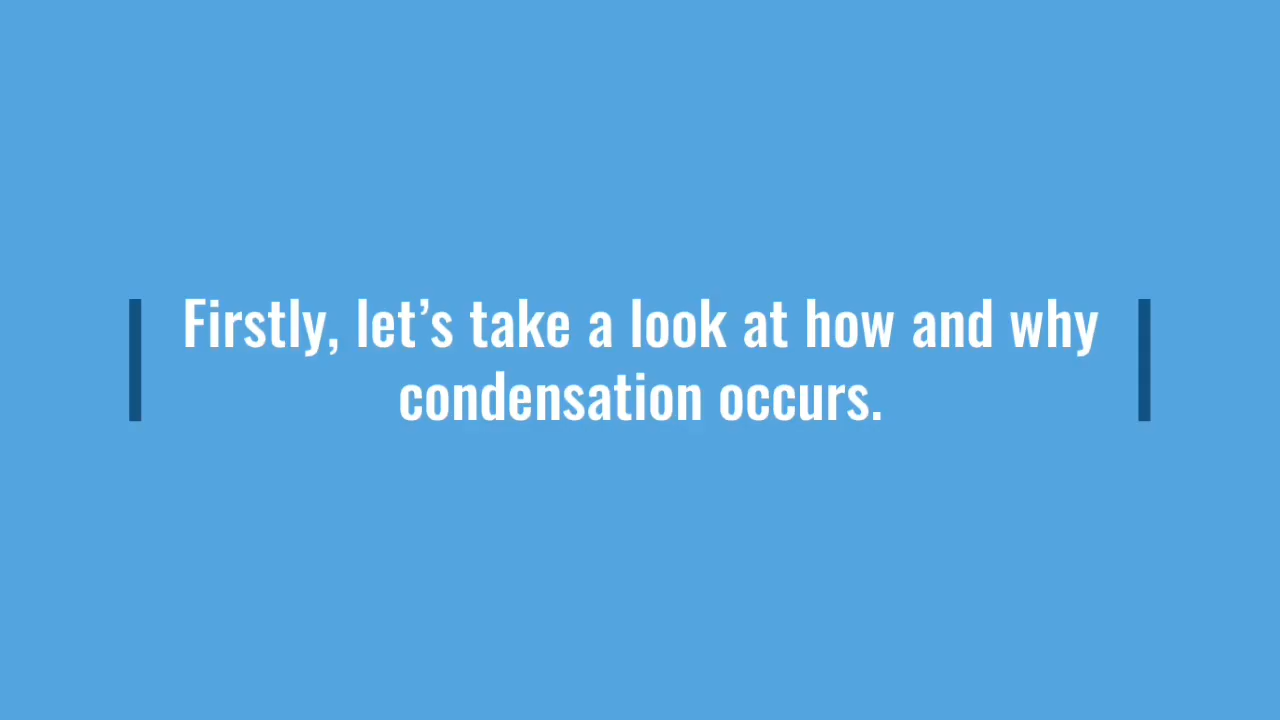 Firstly, let’s take a look at how and why
condensation occurs.